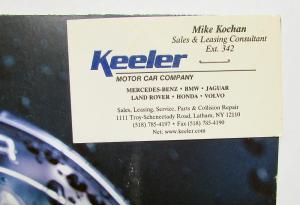 Mike Kochan
Sales & Leasing Consultant
Ext. 342
Keeler
MOTOR CAR COMPANY
MERCEDES-BENZ • BMW • JAGUAR
LAND ROVER • HONDA • VOLVO
Sales, Leasing, Service, Parts & Collision Repair
1111 Troy-Schenectady Road, Latham, NY 12110
(518) 785-4197 • Fax (518) 785-4190
Net: www.keeler.com